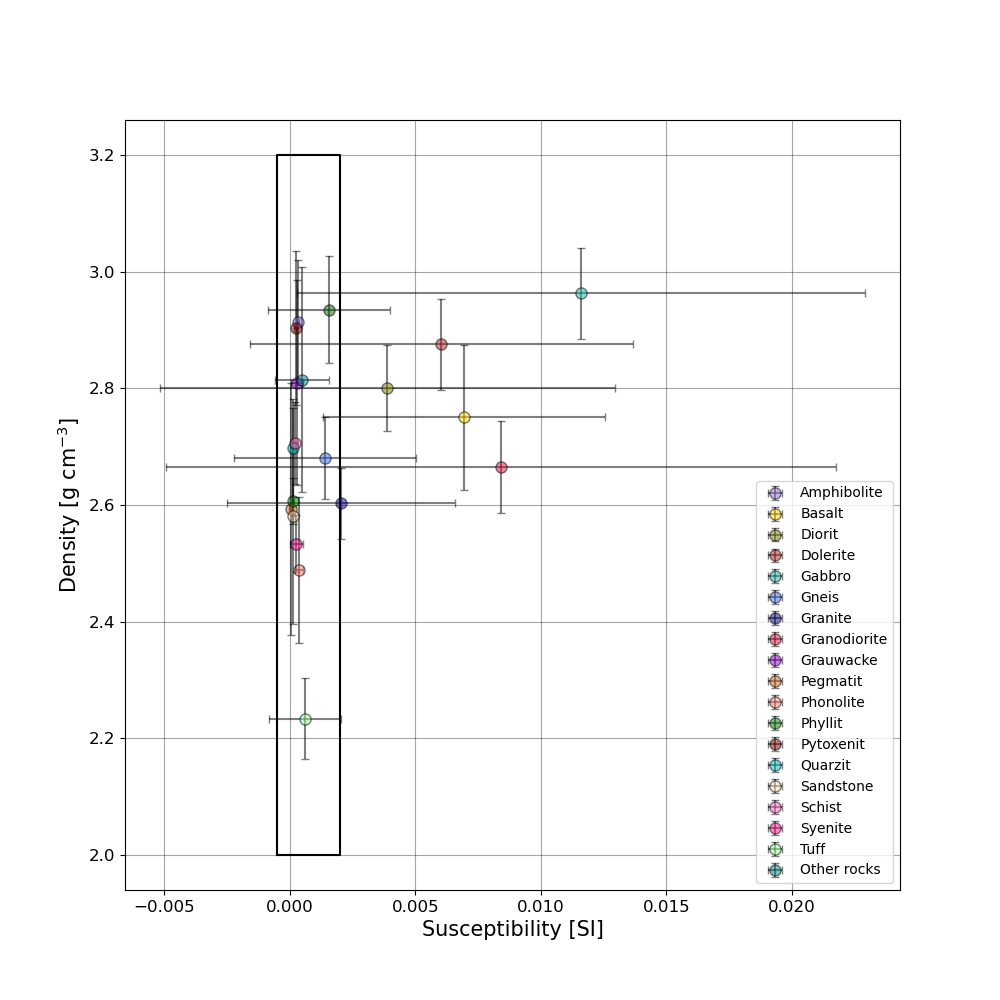 3.2
3.0
2.8
2.6
2.4
2.2
2.0
Density [g cm⁻³]
Amphibolite
Basalt
Diorit
Dolerite
Gabbro
Gneis
Granite
Granodiorite
Grauwacke
Pegmatit
Phonolite
Phyllit
Pytoxenit
Quarzit
Sandstone
Schist
Syenite
Tuff
Other rocks
−0.005 0.000 0.005 0.010 0.015 0.020
Susceptibility [SI]